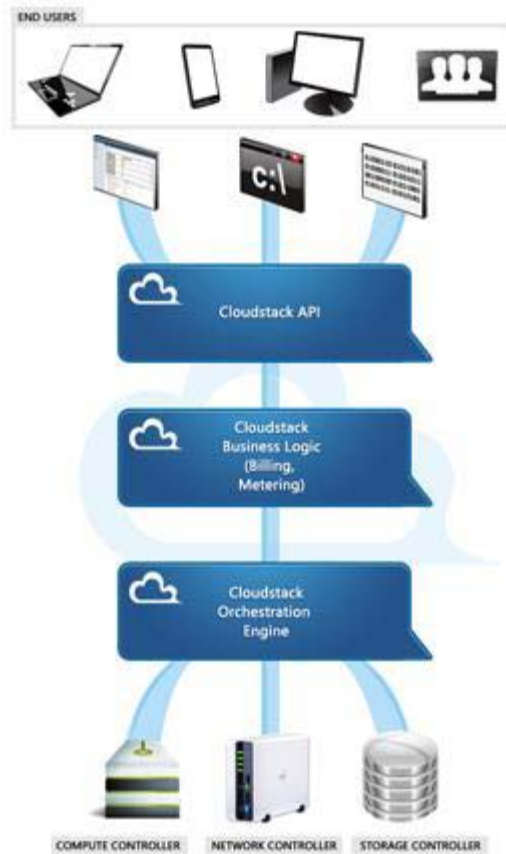 END USERS
c:\
Cloudstack API
Cloudstack
Business Logic
(Billing,
Metering)
Cloudstack
Orchestration
Engine
COMPUTE CONTROLLER
NETWORK CONTROLLER
STORAGE CONTROLLER